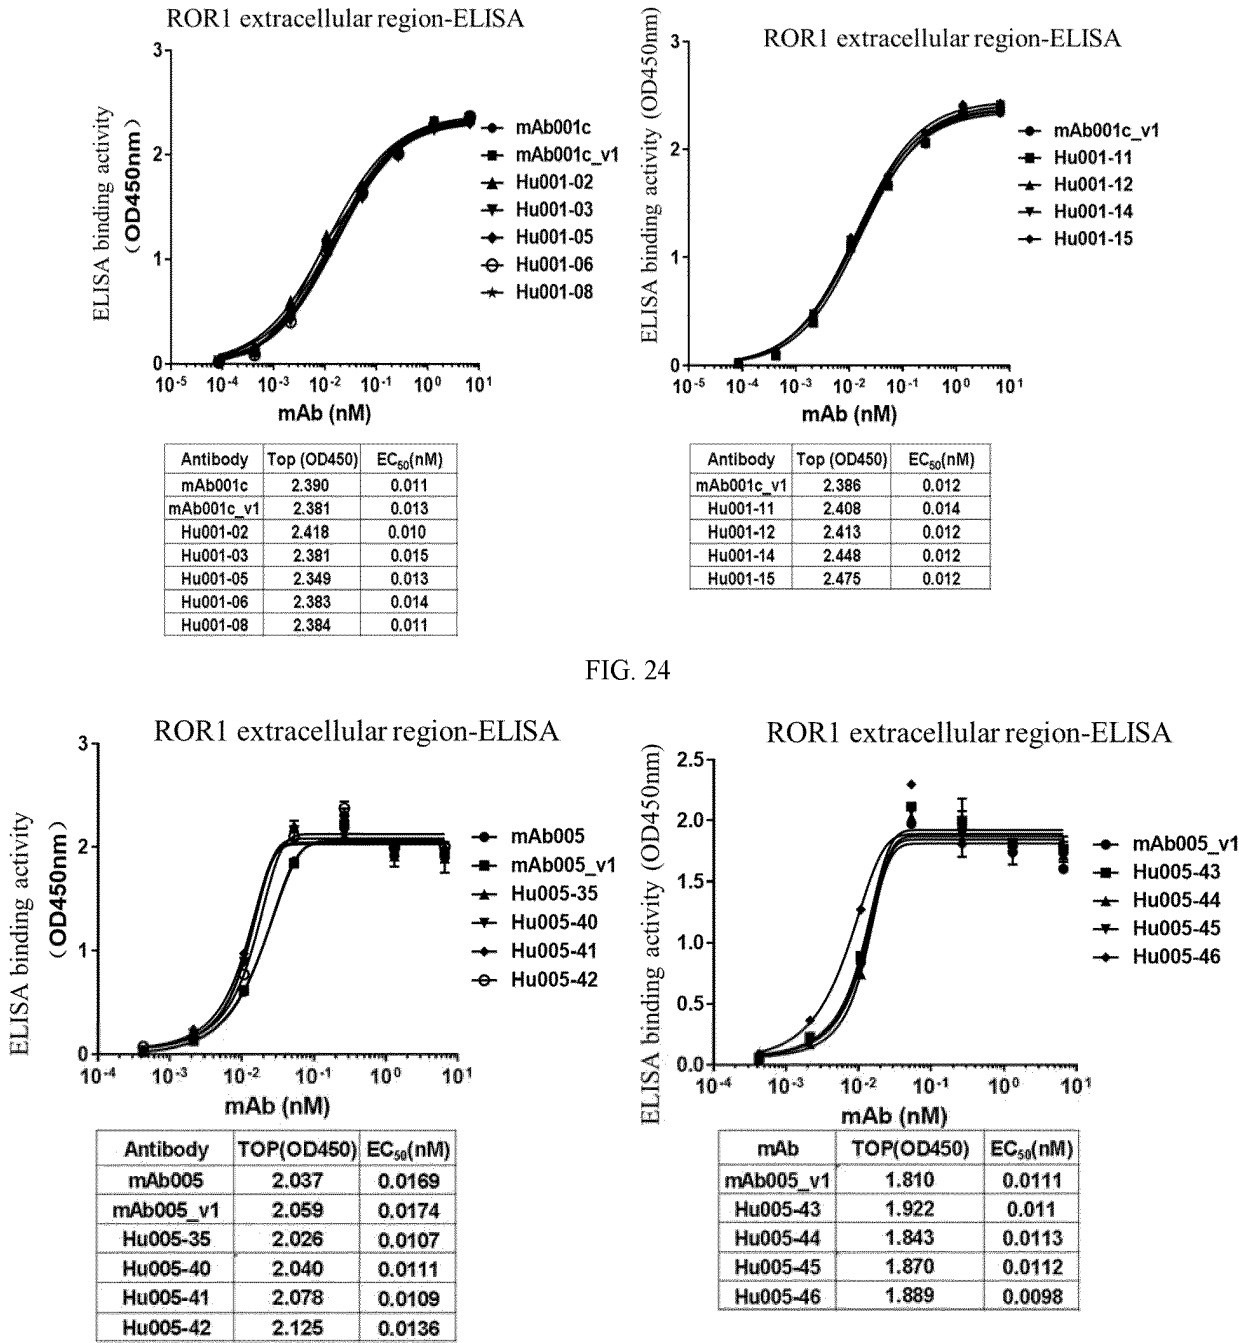 ROR1 extracellular region-ELISA
ELISA binding activity
(OD450nm)
3
2
1
0
10-5 10-4 10-3 10-2 10-1 100 101
mAb (nM)
mAb001c
mAb001c_v1
Hu001-02
Hu001-03
Hu001-05
Hu001-06
Hu001-08
Antibody Top (OD450) EC50(nM)
mAb001c 2.390 0.011
mAb001c_v1 2.381 0.013
Hu001-02 2.418 0.010
Hu001-03 2.381 0.015
Hu001-05 2.349 0.013
Hu001-06 2.383 0.014
Hu001-08 2.384 0.011
ROR1 extracellular region-ELISA
ELISA binding activity (OD450nm)
3
2
1
0
10-5 10-4 10-3 10-2 10-1 100 101
mAb (nM)
mAb001c_v1
Hu001-11
Hu001-12
Hu001-14
Hu001-15
Antibody Top (OD450) EC50(nM)
mAb001c_v1 2.386 0.012
Hu001-11 2.408 0.014
Hu001-12 2.413 0.012
Hu001-14 2.448 0.012
Hu001-15 2.475 0.012
FIG. 24
ROR1 extracellular region-ELISA
ELISA binding activity
(OD450nm)
3
2
1
0
10-4 10-3 10-2 10-1 100 101
mAb (nM)
mAb005
mAb005_v1
Hu005-35
Hu005-40
Hu005-41
Hu005-42
Antibody TOP(OD450) EC50(nM)
mAb005 2.037 0.0169
mAb005_v1 2.059 0.0174
Hu005-35 2.026 0.0107
Hu005-40 2.040 0.0111
Hu005-41 2.078 0.0109
Hu005-42 2.125 0.0136
ROR1 extracellular region-ELISA
ELISA binding activity (OD450nm)
2.5
2.0
1.5
1.0
0.5
0.0
10-4 10-3 10-2 10-1 100 101
mAb (nM)
mAb005_v1
Hu005-43
Hu005-44
Hu005-45
Hu005-46
mAb TOP(OD450) EC50(nM)
mAb005_v1 1.810 0.0111
Hu005-43 1.922 0.011
Hu005-44 1.843 0.0113
Hu005-45 1.870 0.0112
Hu005-46 1.889 0.0098